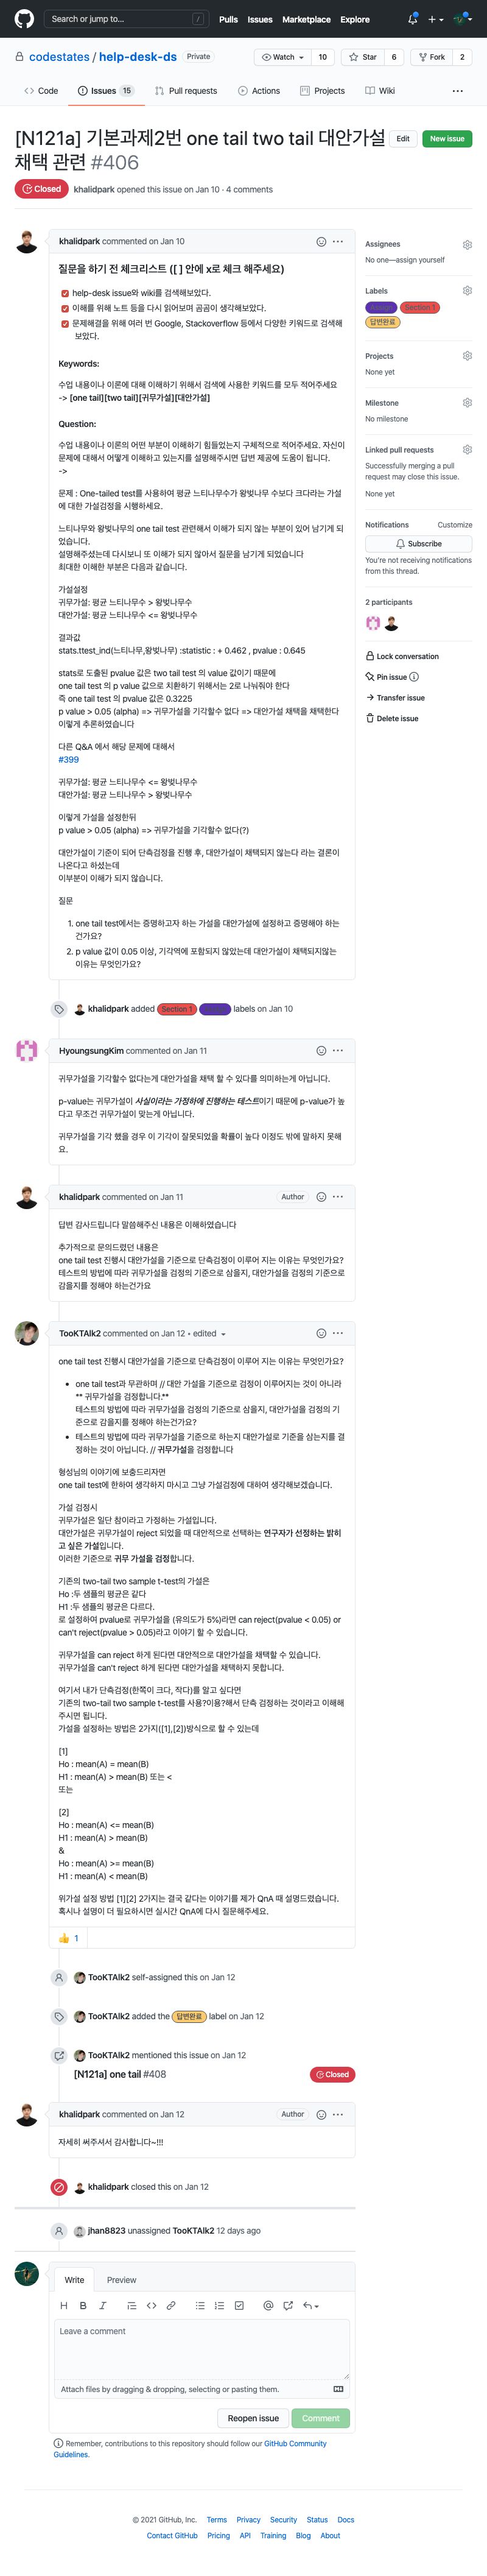 Search or jump to...
/
Pulls Issues Marketplace Explore
codestates / help-desk-ds Private
Watch 10 Star 6 Fork 2
Code Issues 15 Pull requests Actions Projects Wiki
[N121a] 기본과제2번 one tail two tail 대안가설
채택 관련 #406
Edit New issue
Closed khalidpark opened this issue on Jan 10 · 4 comments
khalidpark commented on Jan 10
질문을 하기 전 체크리스트 ([ ] 안에 x로 체크 해주세요)
help-desk issue와 wiki를 검색해보았다.
이해를 위해 노트 등을 다시 읽어보며 곰곰이 생각해보았다.
문제해결을 위해 여러 번 Google, Stackoverflow 등에서 다양한 키워드로 검색해
보았다.
Keywords:
수업 내용이나 이론에 대해 이해하기 위해서 검색에 사용한 키워드를 모두 적어주세요
-> [one tail][two tail][귀무가설][대안가설]
Question:
수업 내용이나 이론의 어떤 부분이 이해하기 힘들었는지 구체적으로 적어주세요. 자신이
문제에 대해서 어떻게 이해하고 있는지를 설명해주시면 답변 제공에 도움이 됩니다.
->
문제 : One-tailed test를 사용하여 평균 느티나무수가 왕벚나무 수보다 크다라는 가설
에 대한 가설검정을 시행하세요.
느티나무와 왕벚나무의 one tail test 관련해서 이해가 되지 않는 부분이 있어 남기게 되
었습니다.
설명해주셨는데 다시보니 또 이해가 되지 않아서 질문을 남기게 되었습니다
최대한 이해한 부분은 다음과 같습니다.
가설설정
귀무가설: 평균 느티나무수 > 왕벚나무수
대안가설: 평균 느티나무수 <= 왕벚나무수
결과값
stats.ttest_ind(느티나무,왕벚나무) :statistic : + 0.462 , pvalue : 0.645
stats로 도출된 pvalue 값은 two tail test 의 value 값이기 때문에
one tail test 의 p value 값으로 치환하기 위해서는 2로 나눠줘야 한다
즉 one tail test 의 pvalue 값은 0.3225
p value > 0.05 (alpha) => 귀무가설을 기각할수 없다 => 대안가설 채택을 채택한다
이렇게 추론하였습니다
다른 Q&A 에서 해당 문제에 대해서
#399
귀무가설: 평균 느티나무수 <= 왕벚나무수
대안가설: 평균 느티나무수 > 왕벚나무수
이렇게 가설을 설정한뒤
p value > 0.05 (alpha) => 귀무가설을 기각할수 없다(?)
대안가설이 기준이 되어 단측검정을 진행 후, 대안가설이 채택되지 않는다 라는 결론이
나온다고 하셨는데
이부분이 이해가 되지 않습니다.
질문
1. one tail test에서는 증명하고자 하는 가설을 대안가설에 설정하고 증명해야 하는
건가요?
2. p value 값이 0.05 이상, 기각역에 포함되지 않았는데 대안가설이 채택되지않는
이유는 무엇인가요?
khalidpark added Section 1 labels on Jan 10
HyoungsungKim commented on Jan 11
귀무가설을 기각할수 없다는게 대안가설을 채택 할 수 있다를 의미하는게 아닙니다.
p-value는 귀무가설이 사실이라는 가정하에 진행하는 테스트이기 때문에 p-value가 높
다고 무조건 귀무가설이 맞는게 아닙니다.
귀무가설을 기각 했을 경우 이 기각이 잘못되었을 확률이 높다 이정도 밖에 말하지 못해
요.
khalidpark commented on Jan 11 Author
답변 감사드립니다 말씀해주신 내용은 이해하였습니다
추가적으로 문의드렸던 내용은
one tail test 진행시 대안가설을 기준으로 단측검정이 이루어 지는 이유는 무엇인가요?
테스트의 방법에 따라 귀무가설을 검정의 기준으로 삼을지, 대안가설을 검정의 기준으로
감을지를 정해야 하는건가요
TooKTAlk2 commented on Jan 12 • edited
one tail test 진행시 대안가설을 기준으로 단측검정이 이루어 지는 이유는 무엇인가요?
one tail test과 무관하며 // 대안 가설을 기준으로 검정이 이루어지는 것이 아니라
** 귀무가설을 검정합니다.**
테스트의 방법에 따라 귀무가설을 검정의 기준으로 삼을지, 대안가설을 검정의 기
준으로 감을지를 정해야 하는건가요?
테스트의 방법에 따라 귀무가설을 기준으로 하는지 대안가설로 기준을 삼는지를 결
정하는 것이 아닙니다. // 귀무가설을 검정합니다
형성님의 이야기에 보충드리자면
one tail test에 한하여 생각하지 마시고 그냥 가설검정에 대하여 생각해보겠습니다.
가설 검정시
귀무가설은 일단 참이라고 가정하는 가설입니다.
대안가설은 귀무가설이 reject 되었을 때 대안적으로 선택하는 연구자가 선정하는 밝히
고 싶은 가설입니다.
이러한 기준으로 귀무 가설을 검정합니다.
기존의 two-tail two sample t-test의 가설은
Ho :두 샘플의 평균은 같다
H1 :두 샘플의 평균은 다르다.
로 설정하여 pvalue로 귀무가설을 (유의도가 5%)라면 can reject(pvalue < 0.05) or
can't reject(pvalue > 0.05)라고 이야기 할 수 있습니다.
귀무가설을 can reject 하게 된다면 대안적으로 대안가설을 채택할 수 있습니다.
귀무가설을 can't reject 하게 된다면 대안가설을 채택하지 못합니다.
여기서 내가 단측검정(한쪽이 크다, 작다)를 알고 싶다면
기존의 two-tail two sample t-test를 사용?이용?해서 단측 검정하는 것이라고 이해해
주시면 됩니다.
가설을 설정하는 방법은 2가지([1],[2])방식으로 할 수 있는데
[1]
Ho : mean(A) = mean(B)
H1 : mean(A) > mean(B) 또는 <
또는
[2]
Ho : mean(A) <= mean(B)
H1 : mean(A) > mean(B)
&
Ho : mean(A) >= mean(B)
H1 : mean(A) < mean(B)
위가설 설정 방법 [1][2] 2가지는 결국 같다는 이야기를 제가 QnA 때 설명드렸습니다.
혹시나 설명이 더 필요하시면 실시간 QnA에 다시 질문해주세요.
1
TooKTAlk2 self-assigned this on Jan 12
TooKTAlk2 added the 답변완료 label on Jan 12
TooKTAlk2 mentioned this issue on Jan 12
[N121a] one tail #408 Closed
khalidpark commented on Jan 12 Author
자세히 써주셔서 감사합니다~!!!
khalidpark closed this on Jan 12
jhan8823 unassigned TooKTAlk2 12 days ago
Write Preview
Leave a comment
Attach files by dragging & dropping, selecting or pasting them.
Reopen issue Comment
Remember, contributions to this repository should follow our GitHub Community
Guidelines.
Assignees
No one—assign yourself
Labels
Section 1
답변완료
Projects
None yet
Milestone
No milestone
Linked pull requests
Successfully merging a pull
request may close this issue.
None yet
Notifications Customize
Subscribe
You're not receiving notifications
from this thread.
2 participants
Lock conversation
Pin issue
Transfer issue
Delete issue
© 2021 GitHub, Inc. Terms Privacy Security Status Docs
Contact GitHub Pricing API Training Blog About